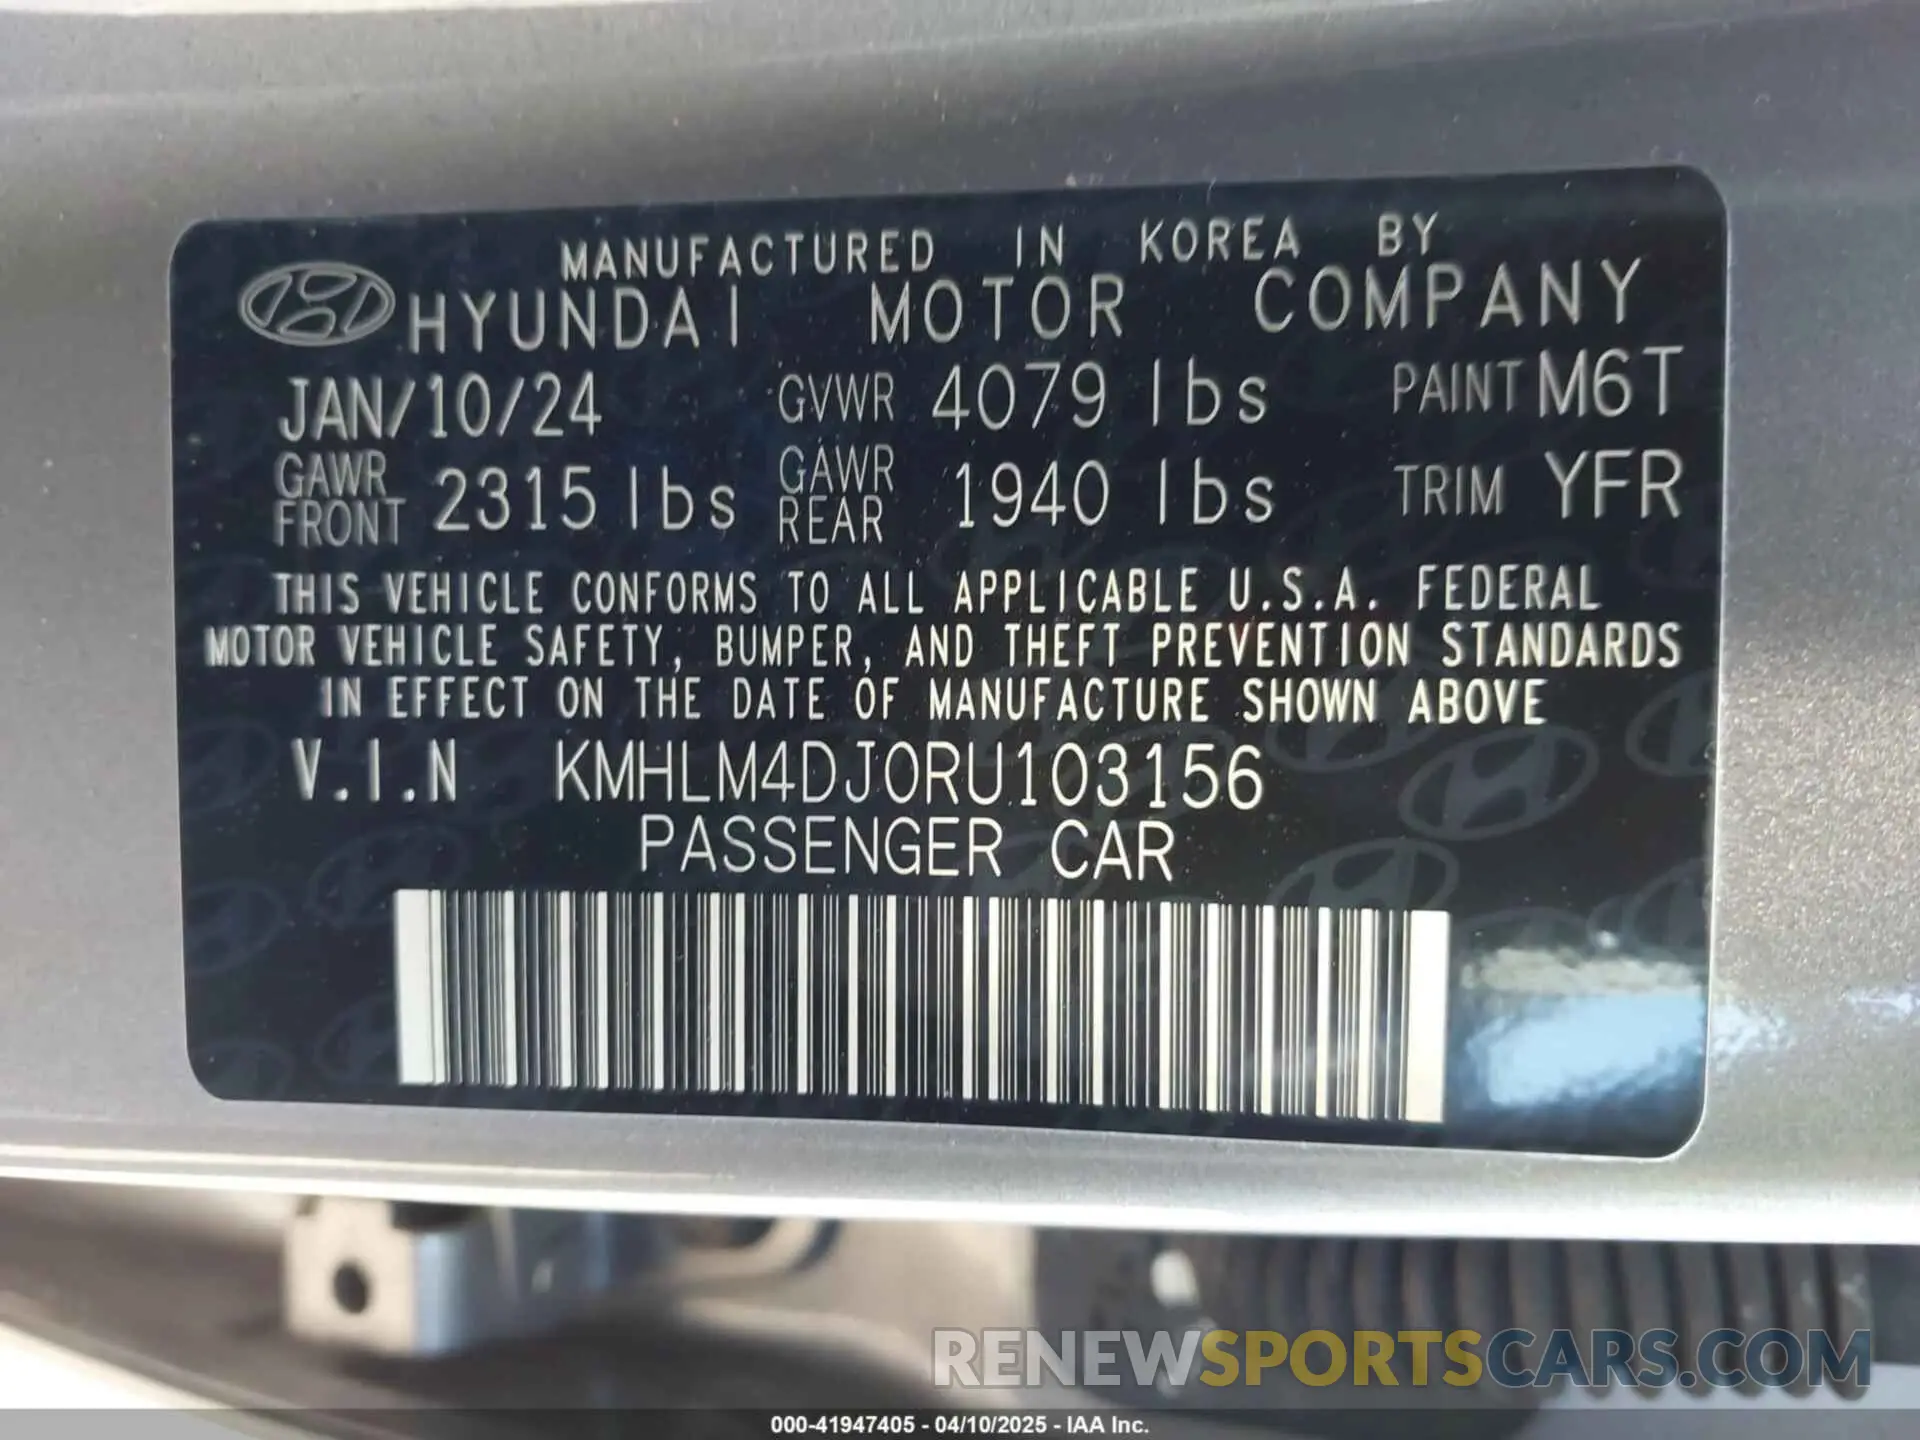 MANUFACTURED IN KOREA BY
HYUNDAI MOTOR COMPANY
JAN/10/24 GVWR 4079 lbs PAINT M6T
GAWR FRONT 2315 lbs GAWR REAR 1940 lbs TRIM YFR
THIS VEHICLE CONFORMS TO ALL APPLICABLE U.S.A. FEDERAL
MOTOR VEHICLE SAFETY, BUMPER, AND THEFT PREVENTION STANDARDS
IN EFFECT ON THE DATE OF MANUFACTURE SHOWN ABOVE
V.I.N KMHLM4DJ0RU103156
PASSENGER CAR
RENEWSPORTSCARS.COM
000-41947405 - 04/10/2025 - IAA Inc.